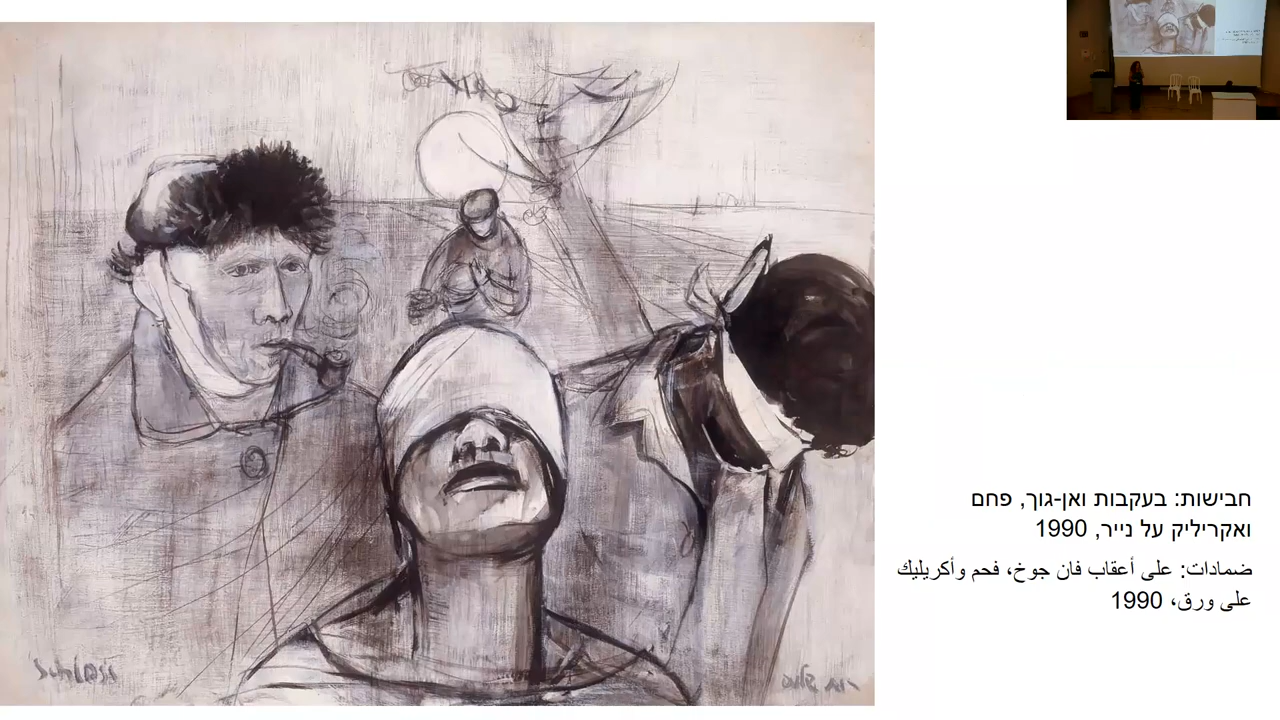 חבישות: בעקבות ואן-גוך, פחם
ואקריליק על נייר, 1990
ضمادات: على أعقاب فان جوخ، فحم وأكريليك
على ورق، 1990
Schloss